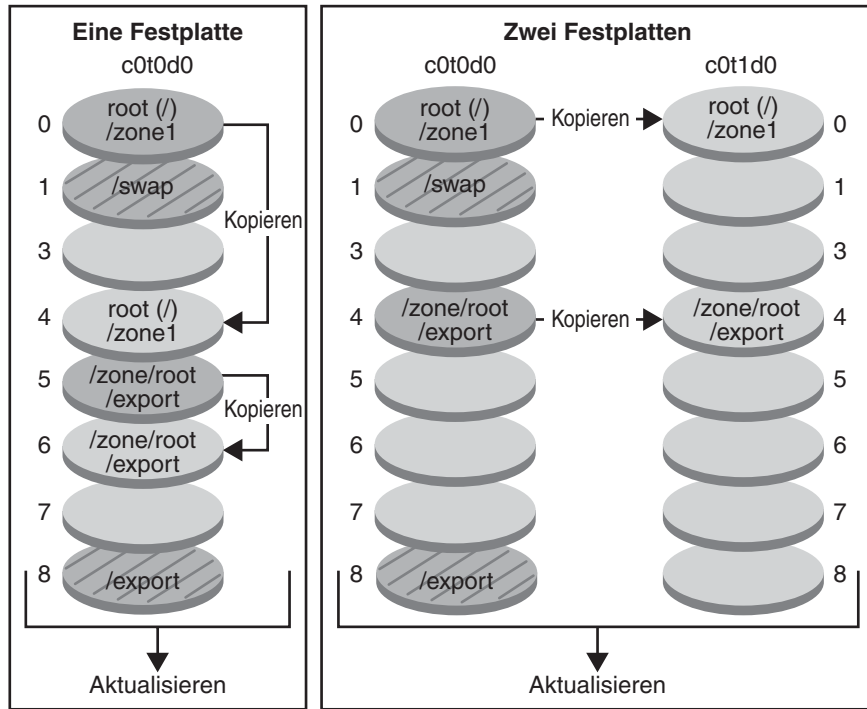 Eine Festplatte
c0t0d0
0
root (/)
/zone1
1
/swap
Kopieren
3
4
root (/)
/zone1
5
/zone/root
/export
Kopieren
6
/zone/root
/export
7
8
/export
Aktualisieren
Zwei Festplatten
c0t0d0
c0t1d0
0
root (/)
/zone1
Kopieren
root (/)
/zone1
0
1
/swap
1
3
3
4
/zone/root
/export
Kopieren
/zone/root
/export
4
5
5
6
6
7
7
8
/export
8
Aktualisieren